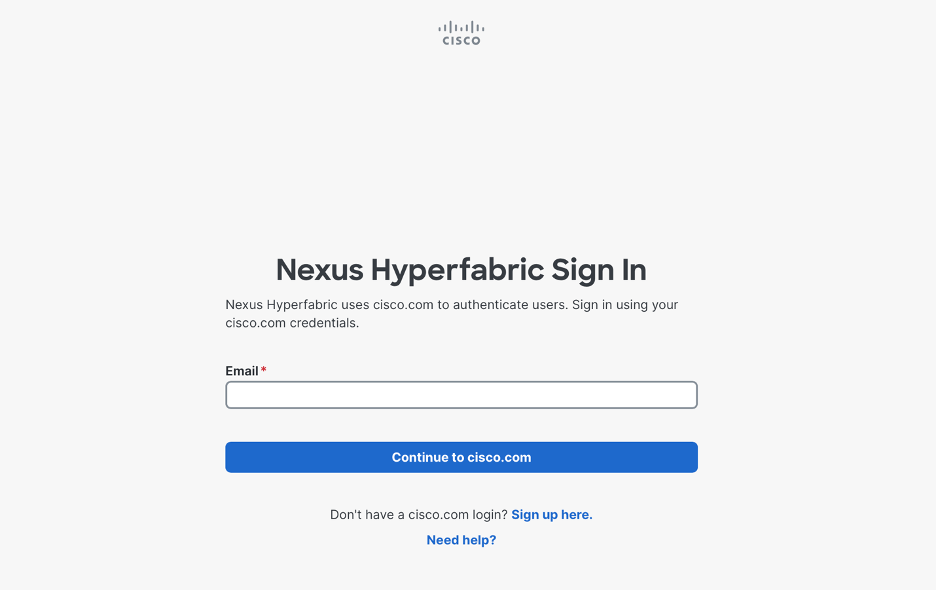 CISCO
Nexus Hyperfabric Sign In
Nexus Hyperfabric uses cisco.com to authenticate users. Sign in using your
cisco.com credentials.
Email*
Continue to cisco.com
Don't have a cisco.com login? Sign up here.
Need help?